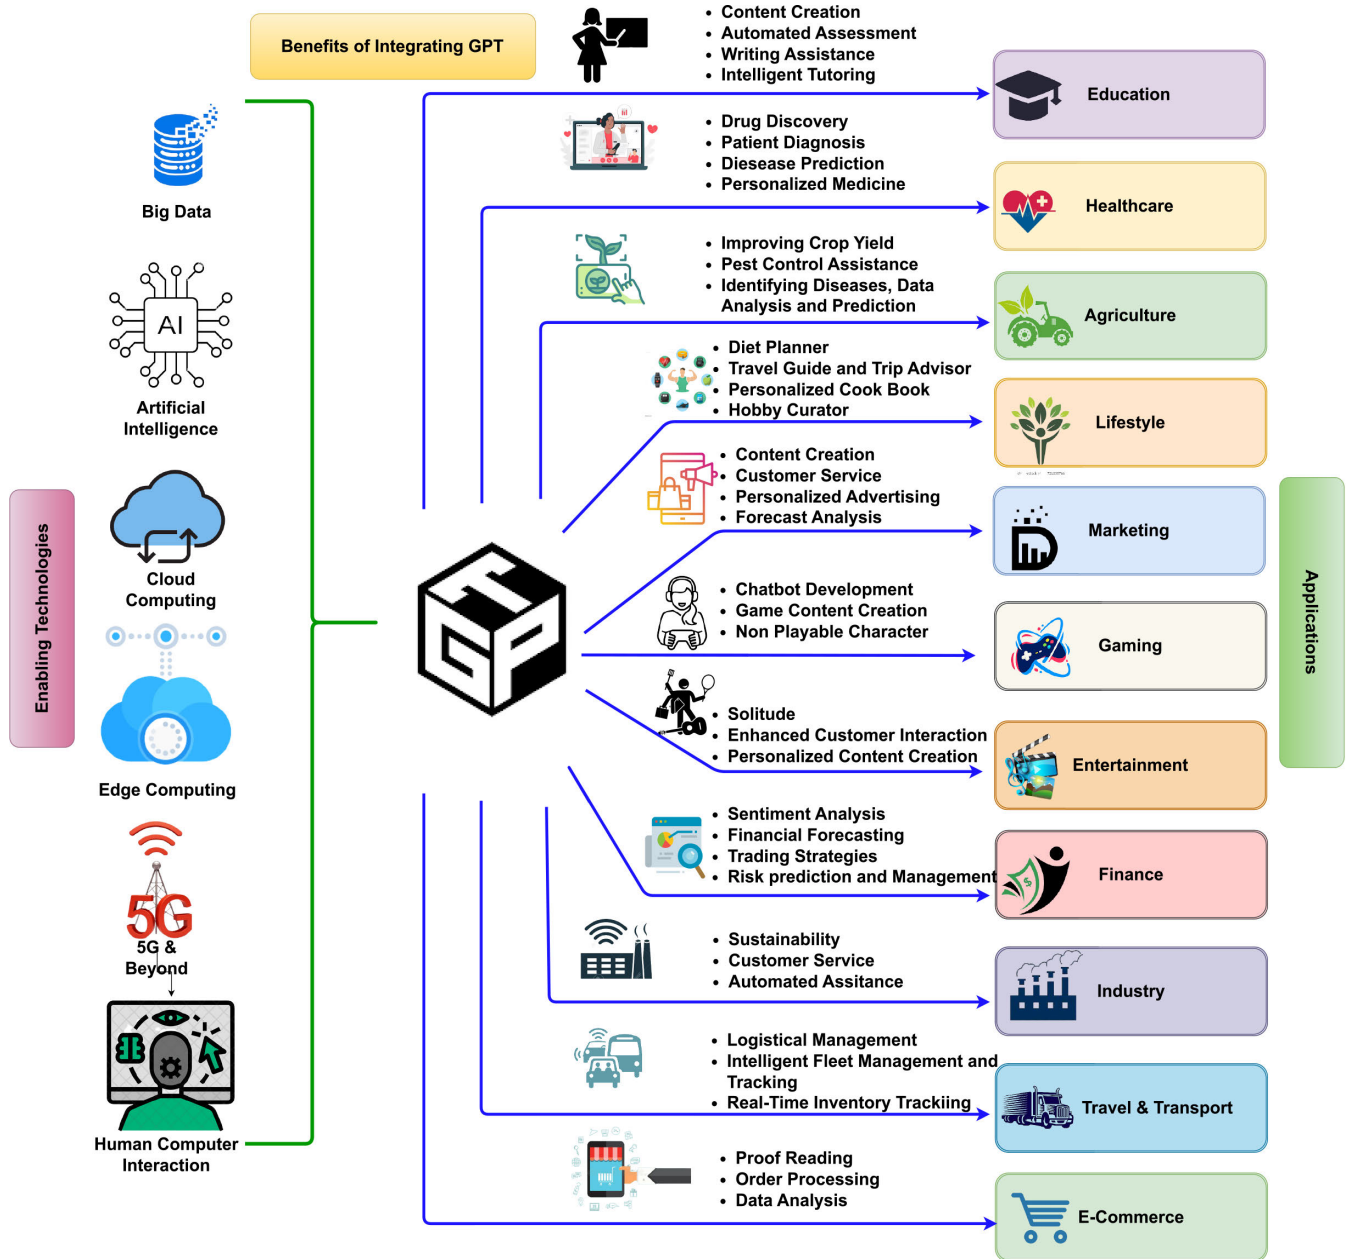 Benefits of Integrating GPT
Enabling Technologies
Big Data
AI
Artificial
Intelligence
Cloud
Computing
Edge Computing
5G
5G &
Beyond
Human Computer
Interaction
GPT
Content Creation
Automated Assessment
Writing Assistance
Intelligent Tutoring
Education
Drug Discovery
Patient Diagnosis
Diesease Prediction
Personalized Medicine
Healthcare
Improving Crop Yield
Pest Control Assistance
Identifying Diseases, Data
Analysis and Prediction
Agriculture
Diet Planner
Travel Guide and Trip Advisor
Personalized Cook Book
Hobby Curator
Lifestyle
Content Creation
Customer Service
Personalized Advertising
Forecast Analysis
Marketing
Chatbot Development
Game Content Creation
Non Playable Character
Gaming
Solitude
Enhanced Customer Interaction
Personalized Content Creation
Entertainment
Sentiment Analysis
Financial Forecasting
Trading Strategies
Risk prediction and Management
Finance
Sustainability
Customer Service
Automated Assitance
Industry
Logistical Management
Intelligent Fleet Management and
Tracking
Real-Time Inventory Trackiing
Travel & Transport
Proof Reading
Order Processing
Data Analysis
E-Commerce
Applications